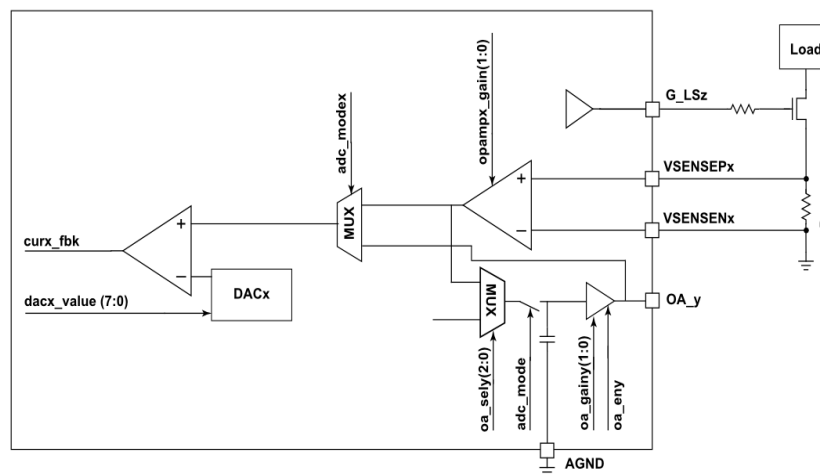 Load
opampx_gain(1:0)
G_LSz
adc_modex
VSENSEPx
+
MUX
+
VSENSENx
−
curx_fbk
−
DACx
dacx_value (7:0)
MUX
OA_y
oa_sely(2:0)
adc_mode
oa_gainy(1:0)
oa_eny
AGND